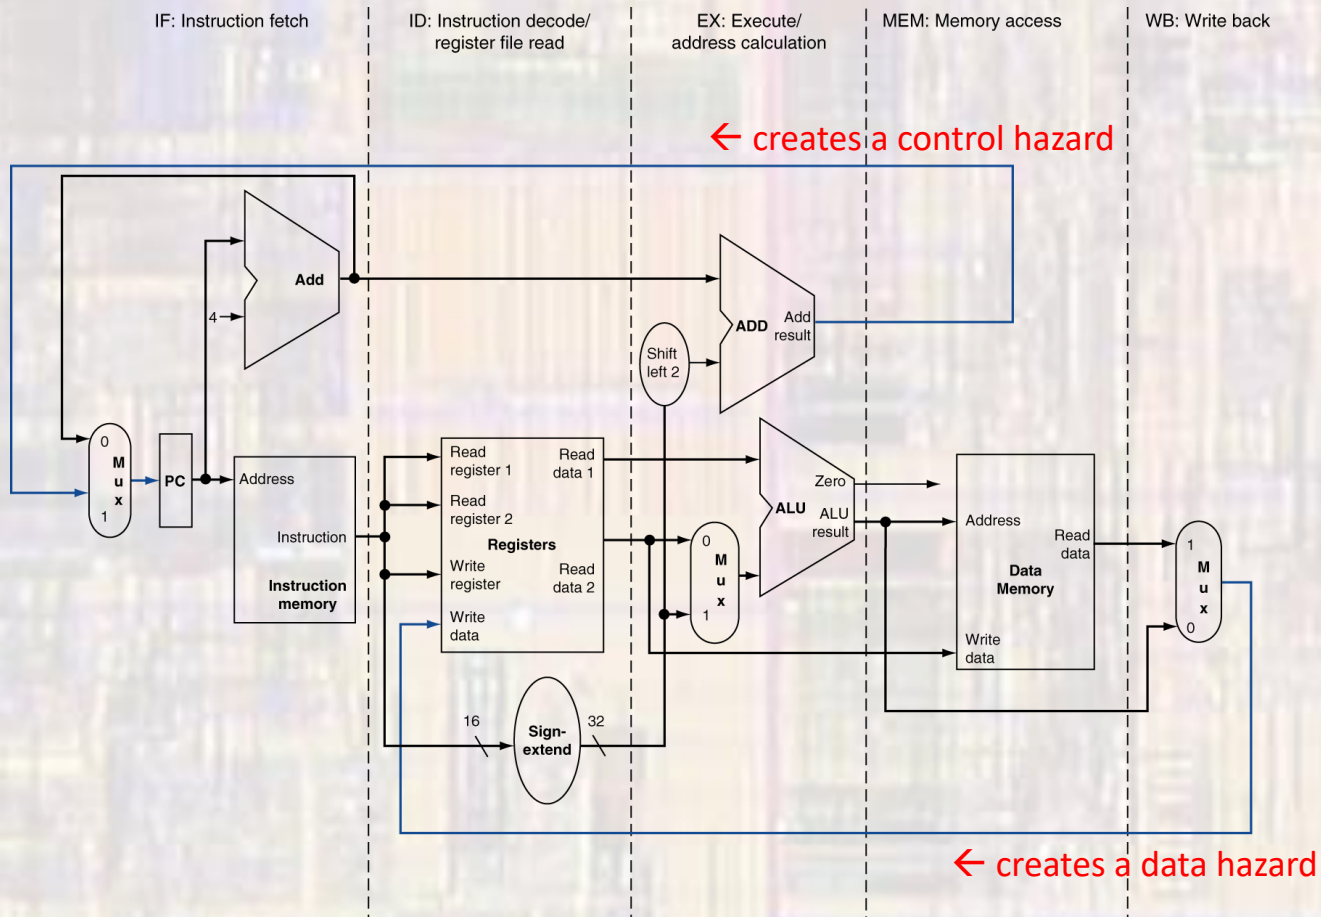 IF: Instruction fetch
ID: Instruction decode/
register file read
EX: Execute/
address calculation
MEM: Memory access
WB: Write back
← creates a control hazard
Add
4
ADD
Add
result
Shift
left 2
0
M
u
x
1
PC
Address
Instruction
Instruction
memory
Read
register 1
Read
data 1
Read
register 2
Registers
Write
register
Read
data 2
Write
data
0
M
u
x
1
Zero
ALU
ALU
result
Address
Read
data
Data
Memory
Write
data
1
M
u
x
0
16
Sign-
extend
32
← creates a data hazard